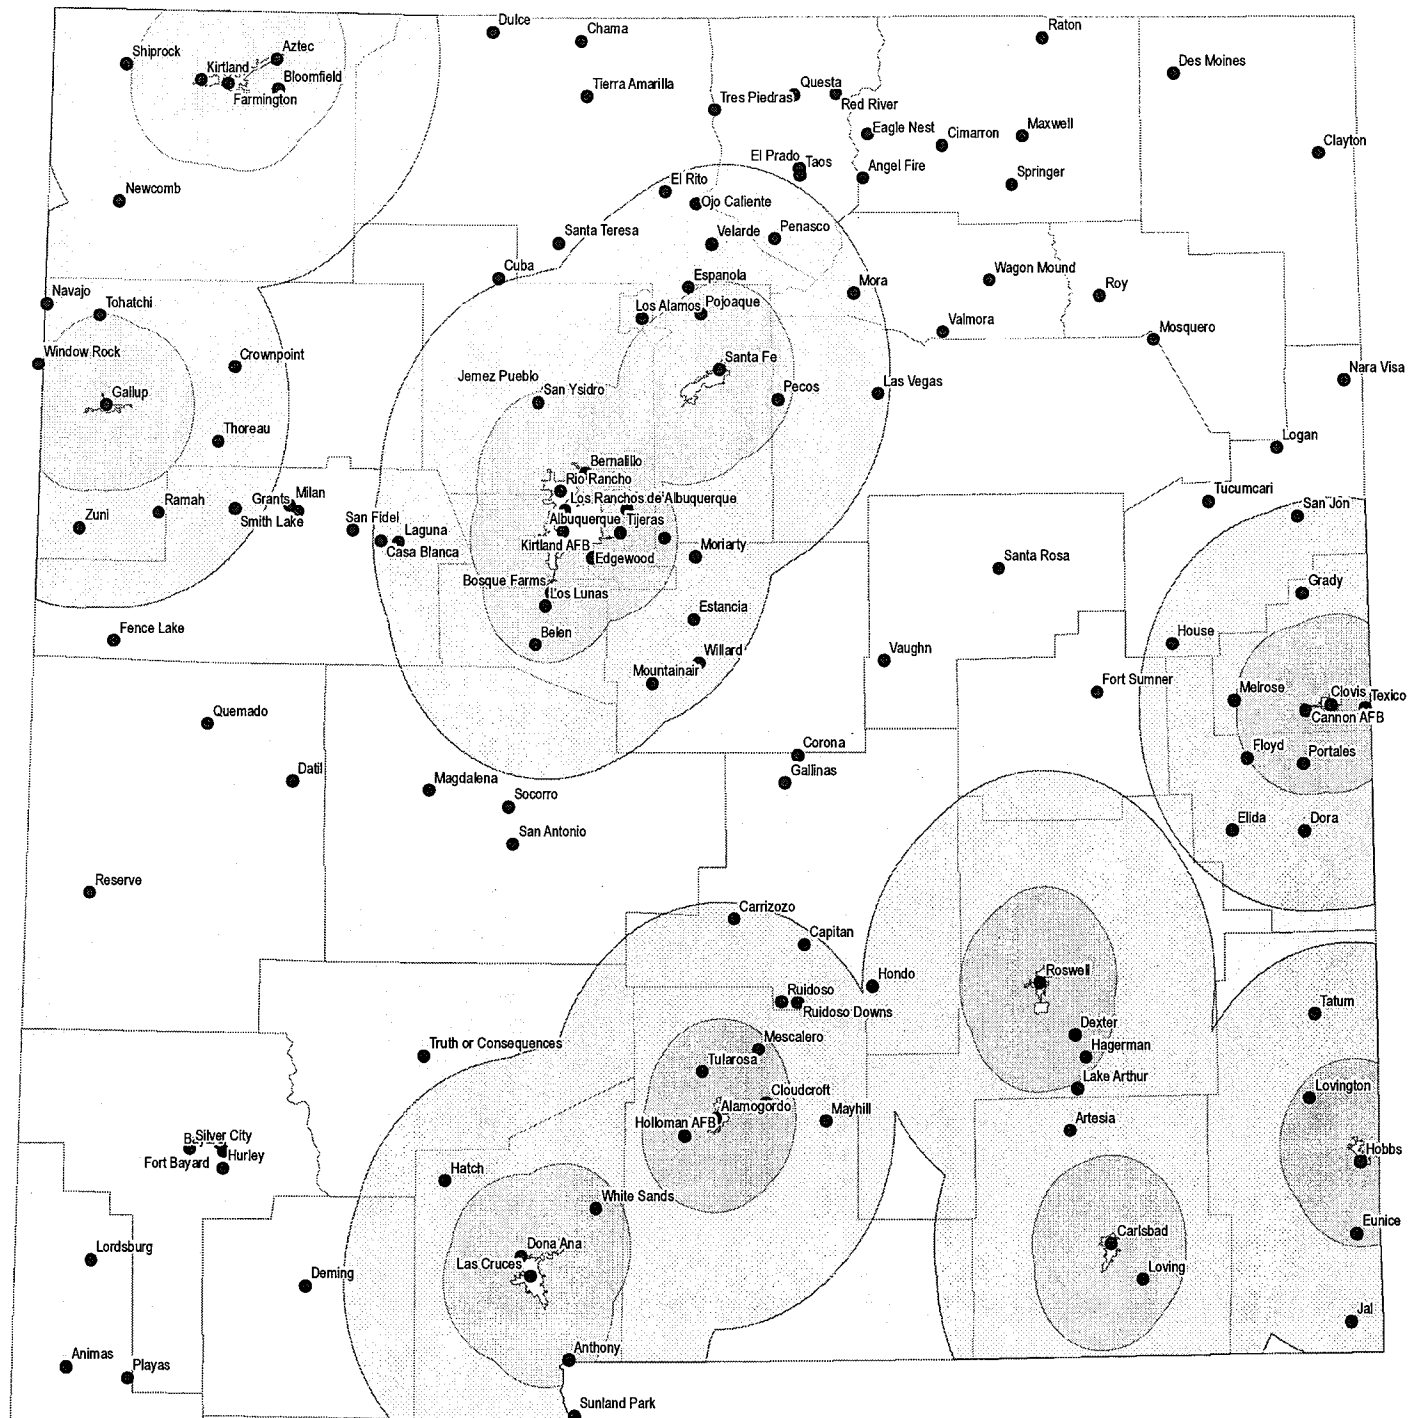 Dulce
Chama
Raton
Shiprock
Aztec
Kirtland
Bloomfield
Farmington
Des Moines
Tierra Amarilla
Tres Piedras
Questa
Red River
Eagle Nest
Cimarron
Maxwell
Clayton
El Prado
Taos
Angel Fire
Springer
Newcomb
El Rito
Ojo Caliente
Santa Teresa
Velarde
Penasco
Cuba
Espanola
Mora
Wagon Mound
Roy
Navajo
Tohatchi
Los Alamos
Pojoaque
Valmora
Mosquero
Window Rock
Crownpoint
Santa Fe
Nara Visa
Jemez Pueblo
San Ysidro
Pecos
Las Vegas
Gallup
Thoreau
Logan
Bernalillo
Rio Rancho
Tucumcari
Ramah
Grants
Milan
Los Ranchos de Albuquerque
San Jon
Zuni
Smith Lake
San Fidel
Laguna
Albuquerque
Tijeras
Casa Blanca
Kirtland AFB
Moriarty
Edgewood
Santa Rosa
Grady
Bosque Farms
Los Lunas
Estancia
Fence Lake
Belen
House
Willard
Vaughn
Mountainair
Fort Sumner
Melrose
Clovis
Texico
Cannon AFB
Quemado
Corona
Floyd
Portales
Datil
Magdalena
Gallinas
Socorro
San Antonio
Elida
Dora
Reserve
Carrizozo
Capitan
Hondo
Roswell
Ruidoso
Ruidoso Downs
Tatum
Dexter
Truth or Consequences
Mescalero
Hagerman
Tularosa
Lake Arthur
Lovington
Cloudcroft
Alamogordo
Mayhill
Holloman AFB
Artesia
Silver City
Hurley
Fort Bayard
Hobbs
Hatch
White Sands
Eunice
Carlsbad
Lordsburg
Dona Ana
Las Cruces
Deming
Loving
Jal
Anthony
Animas
Playas
Sunland Park